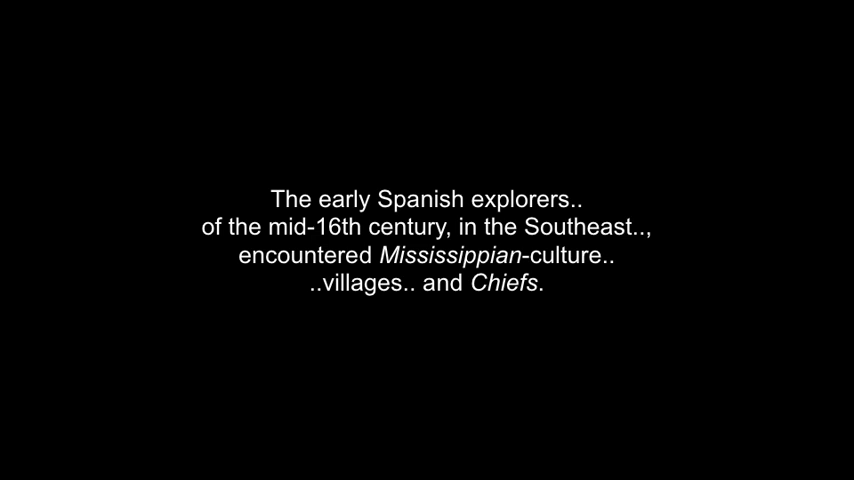 The early Spanish explorers..
of the mid-16th century, in the Southeast..,
encountered Mississippian-culture..
..villages.. and Chiefs.